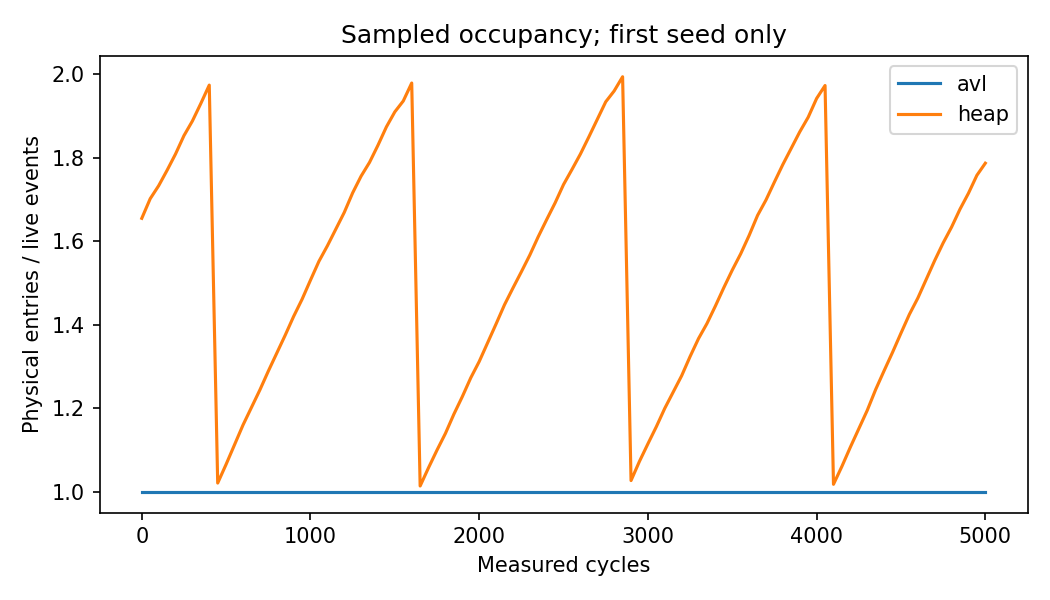 Sampled occupancy; first seed only
avl
heap
Physical entries / live events
2.0
1.8
1.6
1.4
1.2
1.0
0
1000
2000
3000
4000
5000
Measured cycles